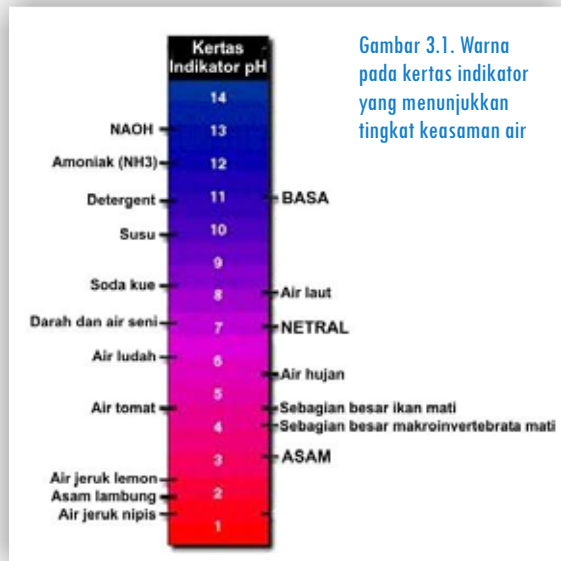 Kertas
Indikator pH
Gambar 3.1. Warna
pada kertas indikator
yang menunjukkan
tingkat keasaman air
14
NAOH
13
Amoniak (NH3)
12
Detergent
11
BASA
Susu
10
9
Soda kue
8
Air laut
Darah dan air seni
7
NETRAL
Air ludah
6
Air hujan
5
Air tomat
Sebagian besar ikan mati
4
Sebagian besar makroinvertebrata mati
3
ASAM
Air jeruk lemon
2
Asam lambung
Air jeruk nipis
1